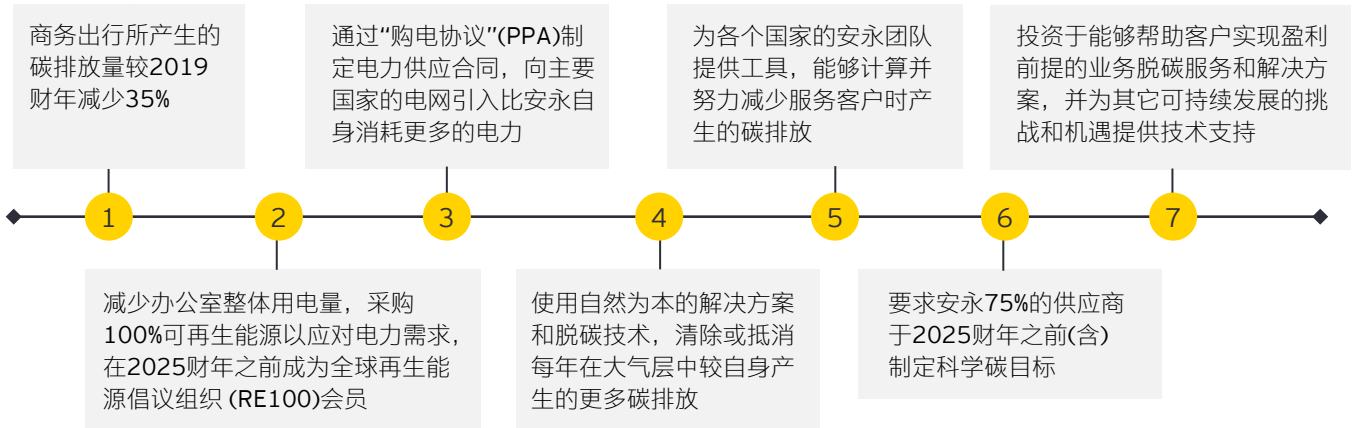 商务出行所产生的
碳排放量较2019
财年减少35%
通过“购电协议”(PPA)制
定电力供应合同，向主要
国家的电网引入比安永自
身消耗更多的电力
为各个国家的安永团队
提供工具，能够计算并
努力减少服务客户时产
生的碳排放
投资于能够帮助客户实现盈利
前提的业务脱碳服务和解决方
案，并为其它可持续发展的挑
战和机遇提供技术支持
1
2
3
4
5
6
7
减少办公室整体用电量，采购
100%可再生能源以应对电力需求，
在2025财年之前成为全球再生能
源倡议组织 (RE100)会员
使用自然为本的解决方案
和脱碳技术，清除或抵消
每年在大气层中较自身产
生的更多碳排放
要求安永75%的供应商
于2025财年之前(含)
制定科学碳目标